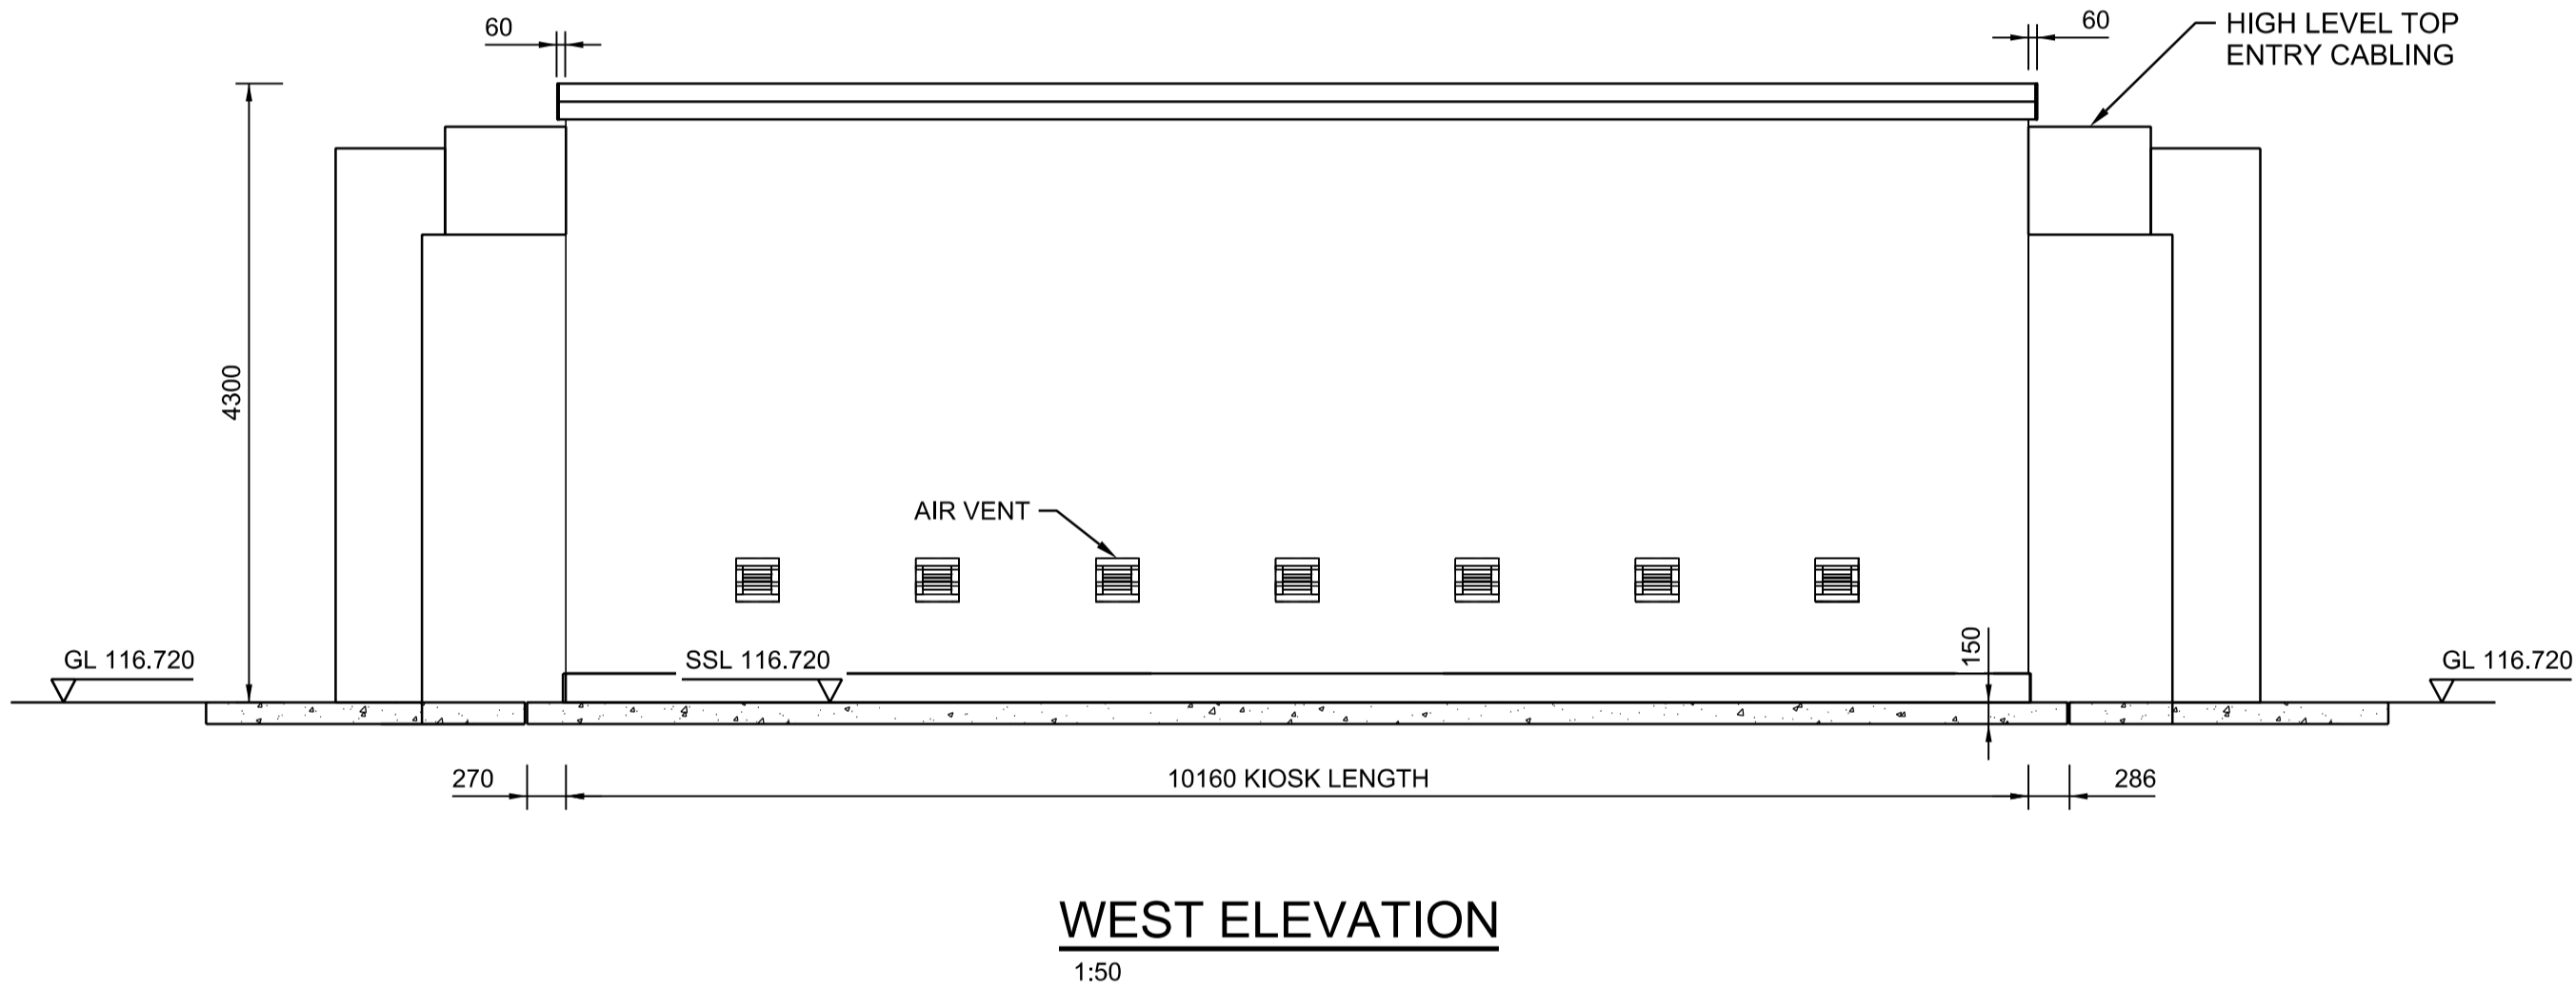 60
60
HIGH LEVEL TOP
ENTRY CABLING
4300
AIR VENT
GL 116.720
SSL 116.720
150
GL 116.720
270
10160 KIOSK LENGTH
286
WEST ELEVATION
1:50